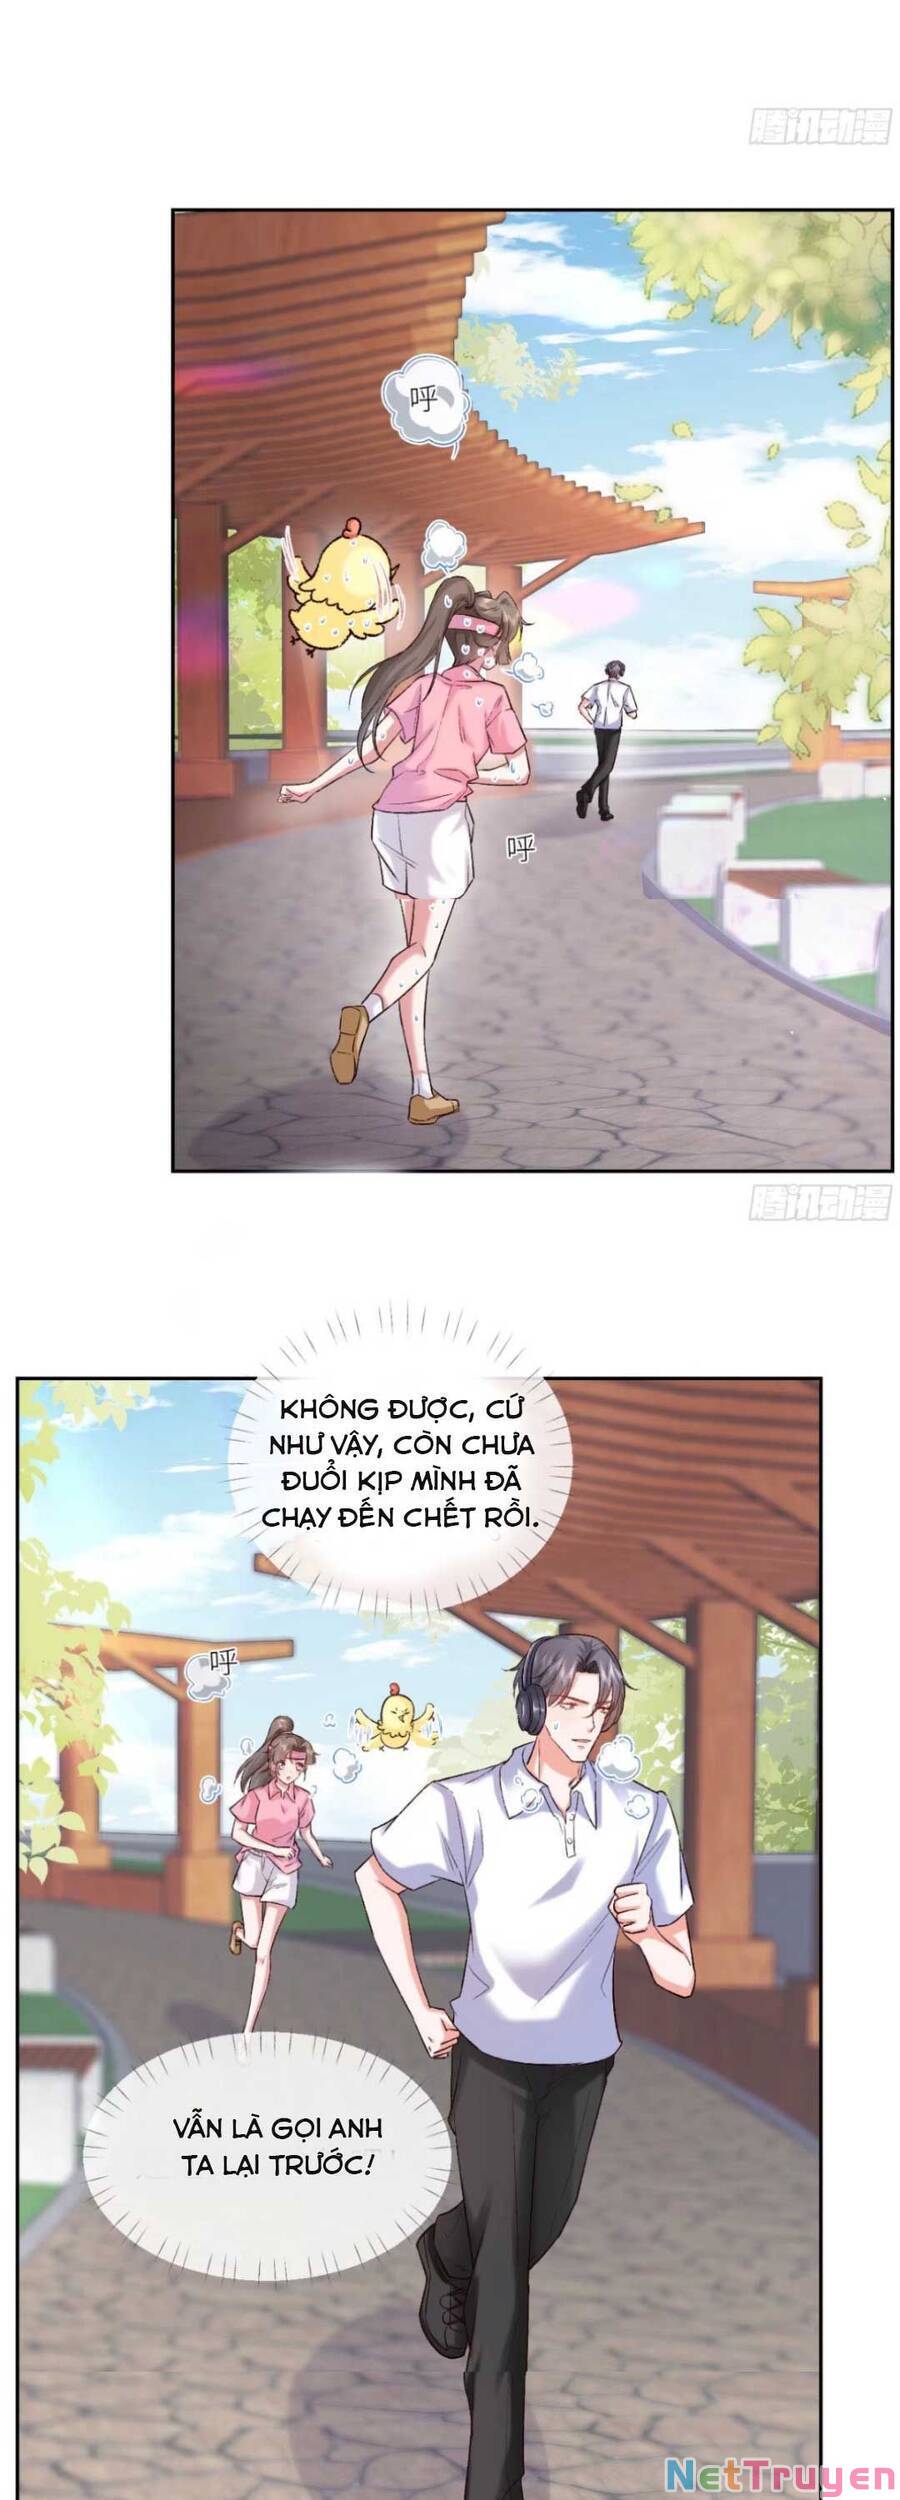 腾讯动漫
呼
呼
腾讯动漫
KHÔNG ĐƯỢC, CỨ
NHƯ VẬY, CÒN CHƯA
ĐUỔI KỊP MÌNH ĐÃ
CHẠY ĐẾN CHẾT RỒI.
呼
VẪN LÀ GỌI ANH
TA LẠI TRƯỚC!
NetTruyen